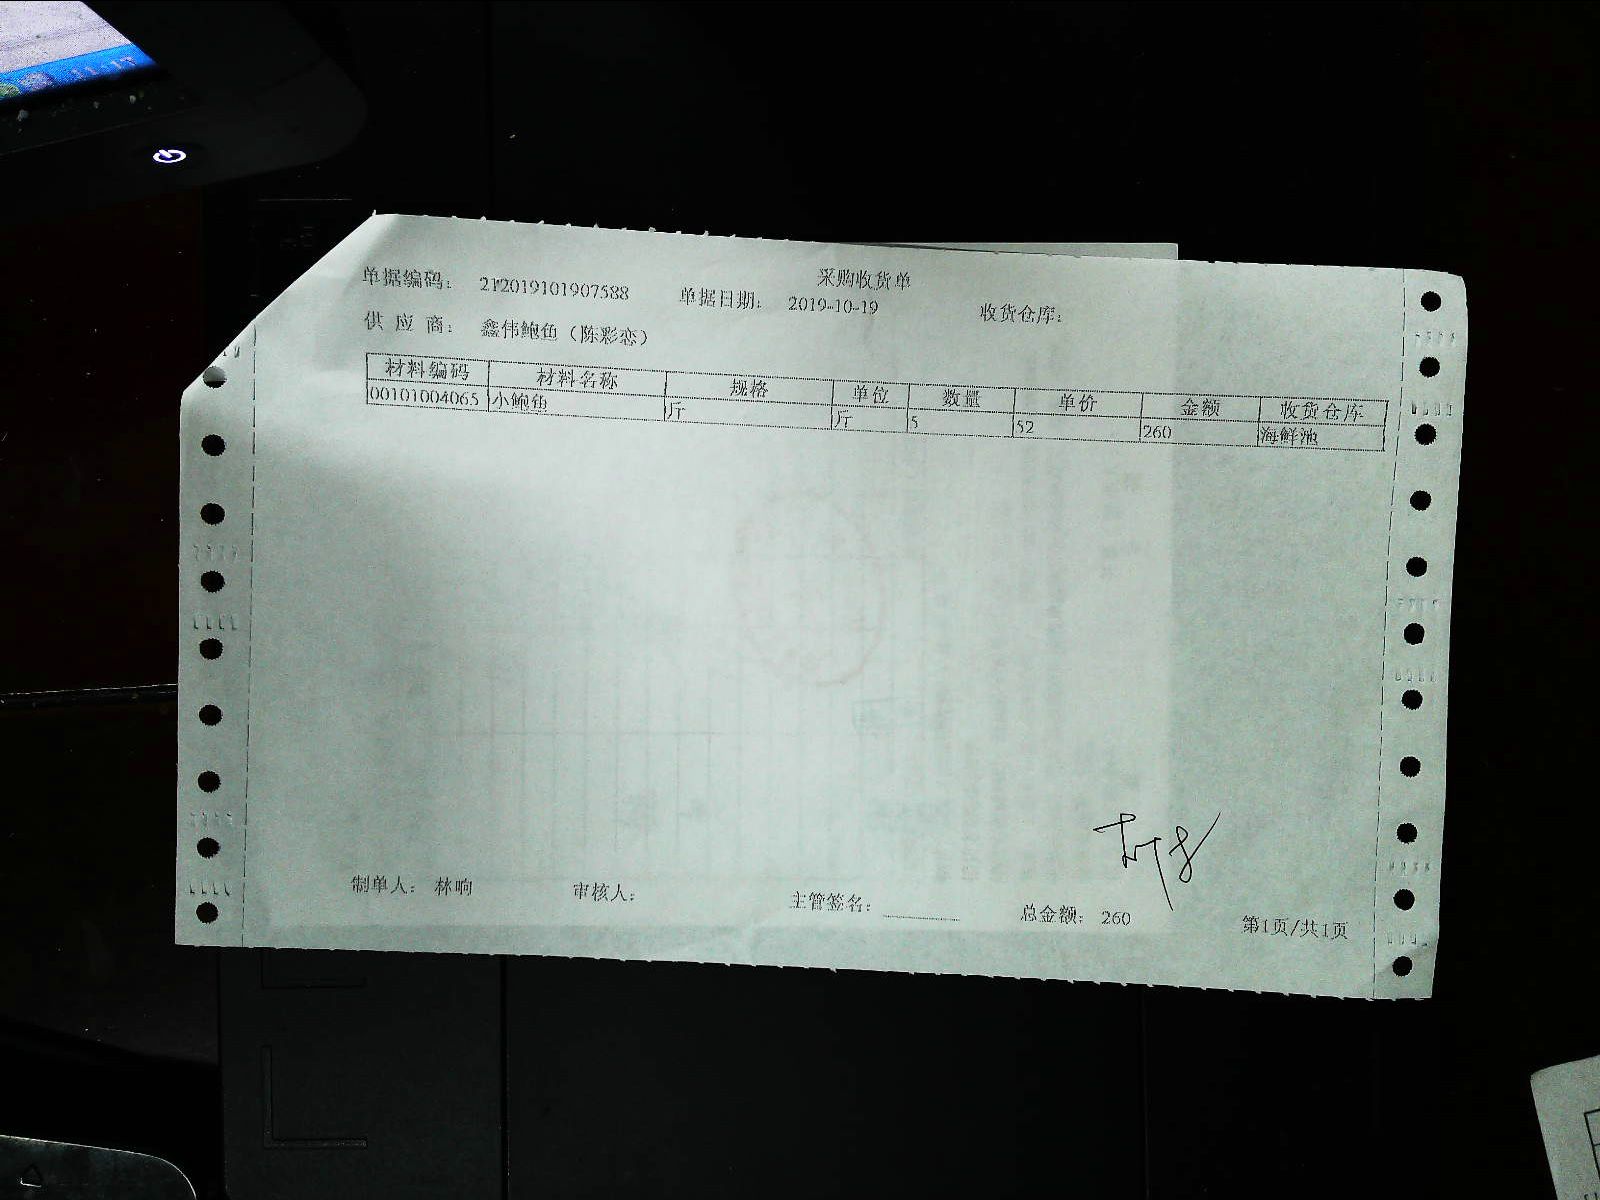 11:17
采购收货单
单据编码： 212019101907588 单据日期： 2019-10-19 收货仓库：
供 应 商： 鑫伟鲍鱼（陈彩恋）
材料编码 材料名称 规格 单位 数量 单价 金额 收货仓库
00101004065 小鲍鱼 斤 斤 5 52 260 海鲜池
制单人： 林响 审核人： 主管签名： 总金额： 260 第1页/共1页